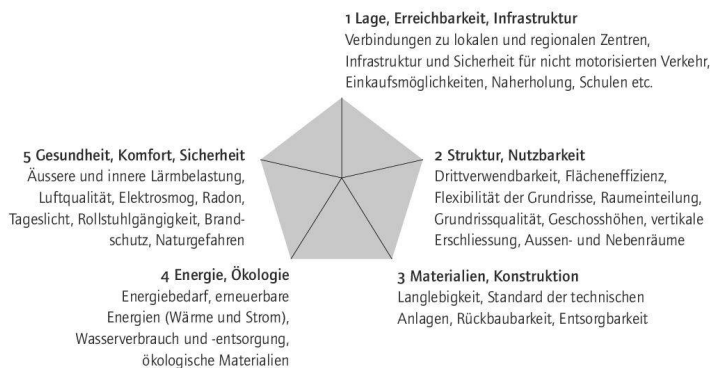 1 Lage, Erreichbarkeit, Infrastruktur
Verbindungen zu lokalen und regionalen Zentren,
Infrastruktur und Sicherheit für nicht motorisierten Verkehr,
Einkaufsmöglichkeiten, Naherholung, Schulen etc.
5 Gesundheit, Komfort, Sicherheit
Äussere und innere Lärmbelastung,
Luftqualität, Elektrosmog, Radon,
Tageslicht, Rollstuhlgängigkeit, Brand-
schutz, Naturgefahren
2 Struktur, Nutzbarkeit
Drittverwendbarkeit, Flächeneffizienz,
Flexibilität der Grundrisse, Raumeinteilung,
Grundrissqualität, Geschosshöhen, vertikale
Erschliessung, Aussen- und Nebenräume
4 Energie, Ökologie
Energiebedarf, erneuerbare
Energien (Wärme und Strom),
Wasserverbrauch und -entsorgung,
ökologische Materialien
3 Materialien, Konstruktion
Langlebigkeit, Standard der technischen
Anlagen, Rückbaubarkeit, Entsorgbarkeit